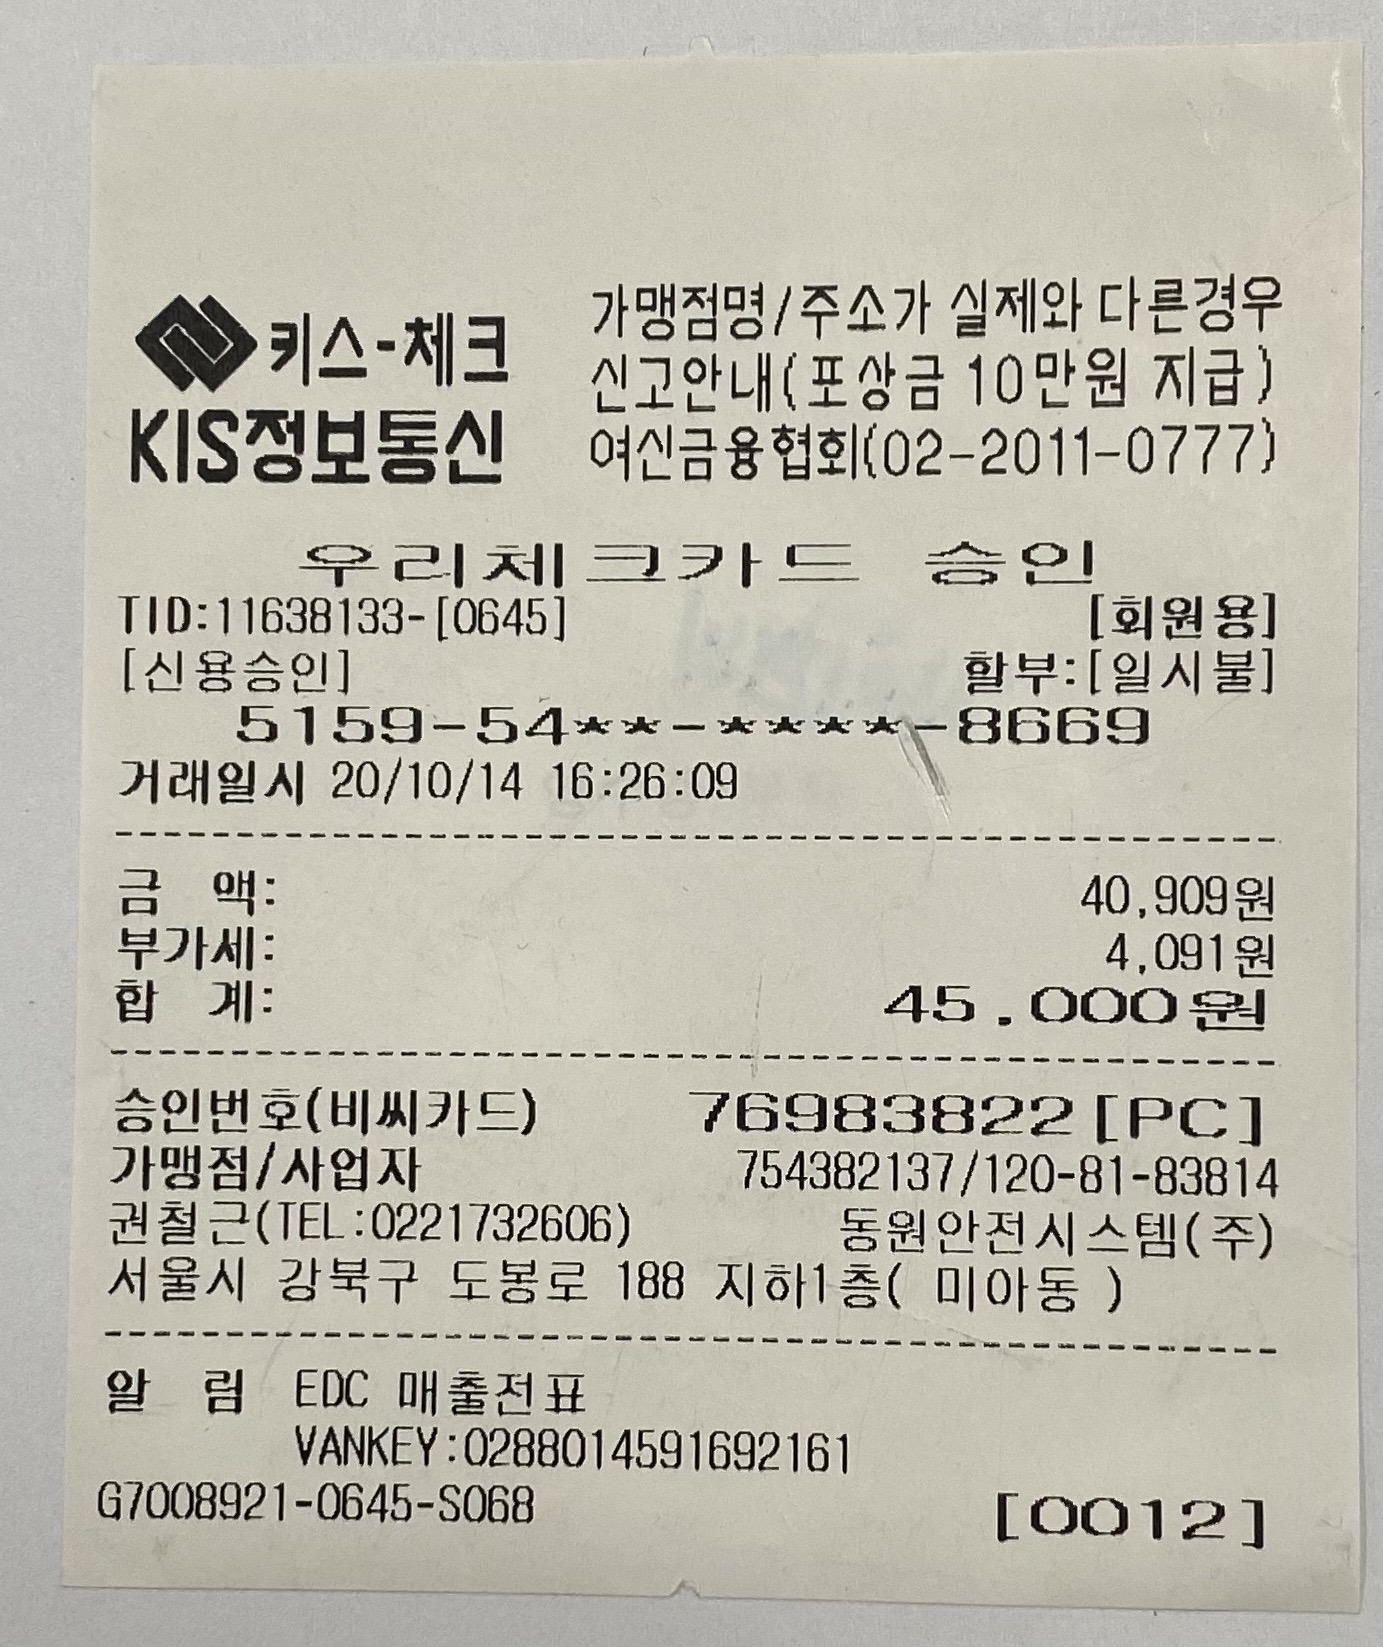 키스-체크
KIS정보통신
가맹점명/주소가 실제와 다른경우
신고안내(포상금 10만원 지급)
여신금융협회(02-2011-0777)
우리체크카드 승인
TID:11638133-[0645] [회원용]
[신용승인] 할부:[일시불]
5159-54**-****-8669
거래일시 20/10/14 16:26:09
금 액: 40,909원
부가세: 4,091원
합 계: 45.000원
승인번호(비씨카드) 76983822[PC]
가맹점/사업자 754382137/120-81-83814
권철근(TEL:0221732606) 동원안전시스템(주)
서울시 강북구 도봉로 188 지하1층( 미아동 )
알 림 EDC 매출전표
VANKEY:0288014591692161
G7008921-0645-S068 [0012]